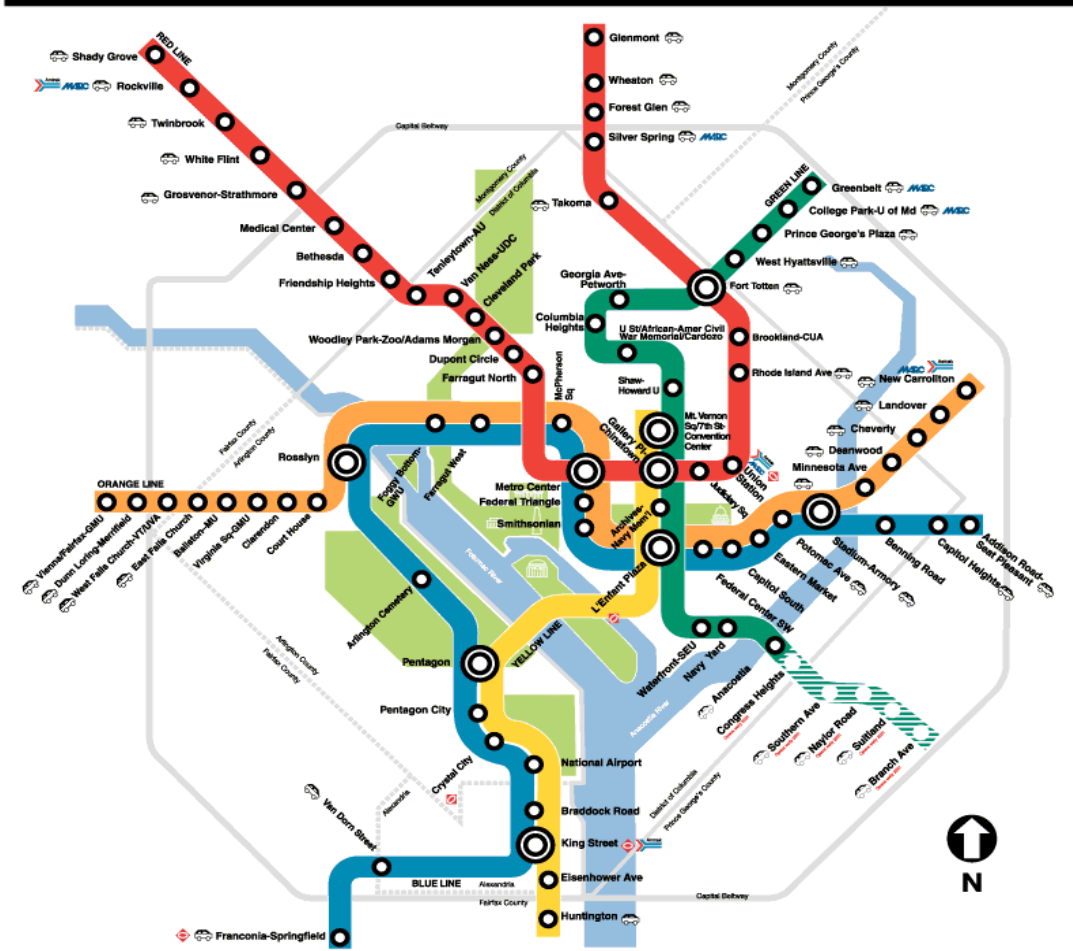 RED LINE
Shady Grove
Rockville
MARC
Twinbrook
White Flint
Grosvenor-Strathmore
Medical Center
Bethesda
Friendship Heights
Tenleytown-AU
Van Ness-UDC
Cleveland Park
Woodley Park-Zoo/Adams Morgan
Dupont Circle
Farragut North
Glenmont
Wheaton
Forest Glen
Silver Spring
MARC
Takoma
Capital Beltway
Montgomery County
Prince George's County
Montgomery County
District of Columbia
GREEN LINE
Greenbelt
MARC
College Park-U of Md
MARC
Prince George's Plaza
West Hyattsville
Fort Totten
Georgia Ave-
Petworth
Columbia
Heights
U St/African-Amer Civil
War Memorial/Cardozo
Shaw-
Howard U
Brookland-CUA
Rhode Island Ave
MARC
New Carrollton
Landover
Cheverly
Deanwood
Minnesota Ave
Mt. Vernon
Sq/7th St-
Convention
Center
Gallery Pl-
Chinatown
McPherson
Sq
Metro Center
Federal Triangle
Smithsonian
Judiciary Sq
Union
Station
Archives-
Navy Mem'l
Fairfax County
Arlington County
Rosslyn
Foggy Bottom-
GWU
Farragut West
ORANGE LINE
Vienna/Fairfax-GMU
Dunn Loring-Merrifield
West Falls Church-VT/UVA
East Falls Church
Ballston-MU
Virginia Sq-GMU
Clarendon
Court House
Potomac River
L'Enfant Plaza
Federal Center SW
Capitol South
Eastern Market
Potomac Ave
Stadium-Armory
Benning Road
Capitol Heights
Addison Road-
Seat Pleasant
Arlington Cemetery
Arlington County
Fairfax County
Pentagon
YELLOW LINE
Waterfront-SEU
Navy Yard
Anacostia
Anacostia River
Congress Heights
Southern Ave
Naylor Road
Suitland
Branch Ave
Pentagon City
Crystal City
National Airport
Braddock Road
King Street
Eisenhower Ave
Huntington
District of Columbia
Prince George's County
Alexandria
Van Dorn Street
BLUE LINE
Alexandria
Fairfax County
Capital Beltway
Franconia-Springfield
N